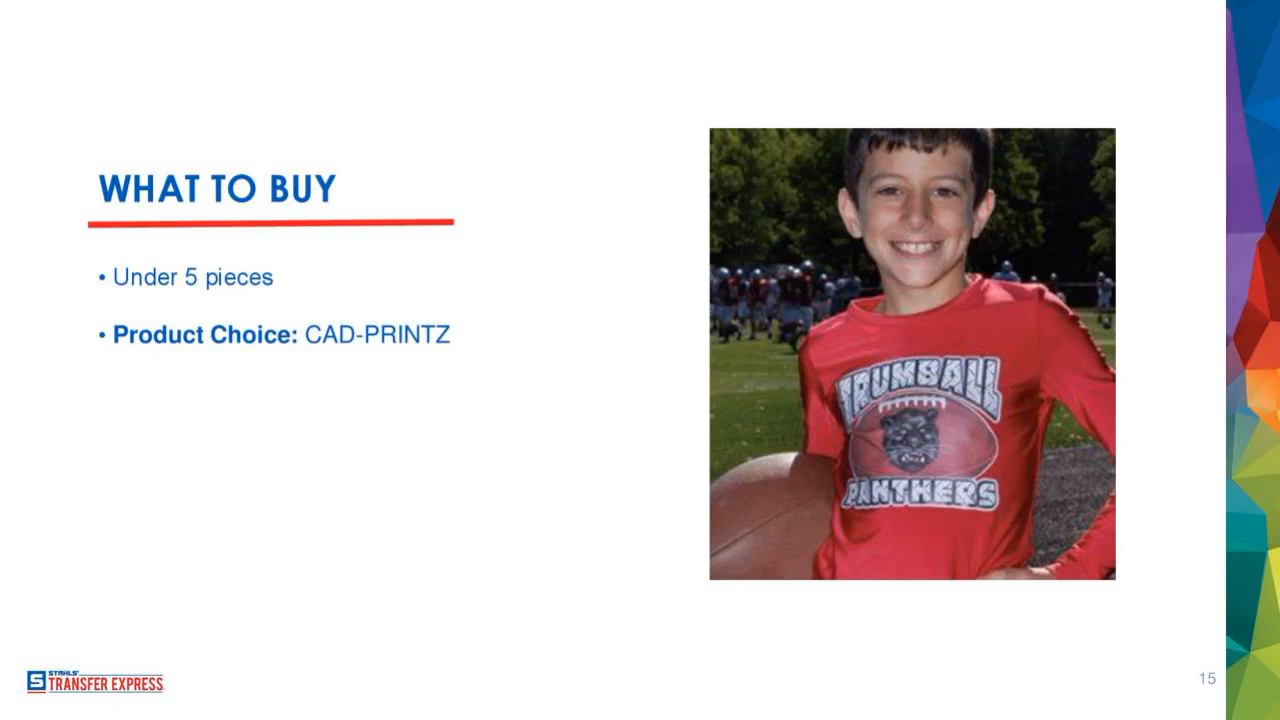 WHAT TO BUY
• Under 5 pieces
• Product Choice: CAD-PRINTZ
TRUMBALL
PANTHERS
STAHLS'
TRANSFER EXPRESS
15